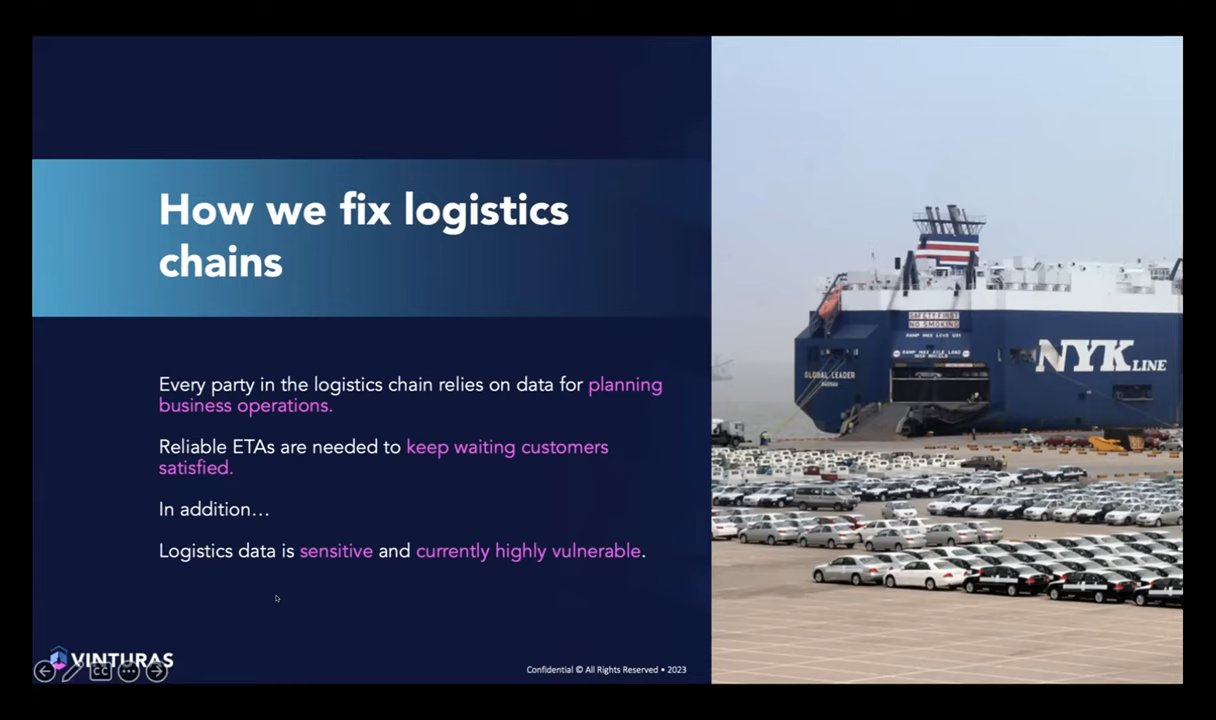 How we fix logistics
chains
Every party in the logistics chain relies on data for planning
business operations.
Reliable ETAs are needed to keep waiting customers
satisfied.
In addition…
Logistics data is sensitive and currently highly vulnerable.
VINTURAS
CC
Confidential © All Rights Reserved • 2023
SAFETY FIRST
NO SMOKING
GLOBAL LEADER
NYK LINE